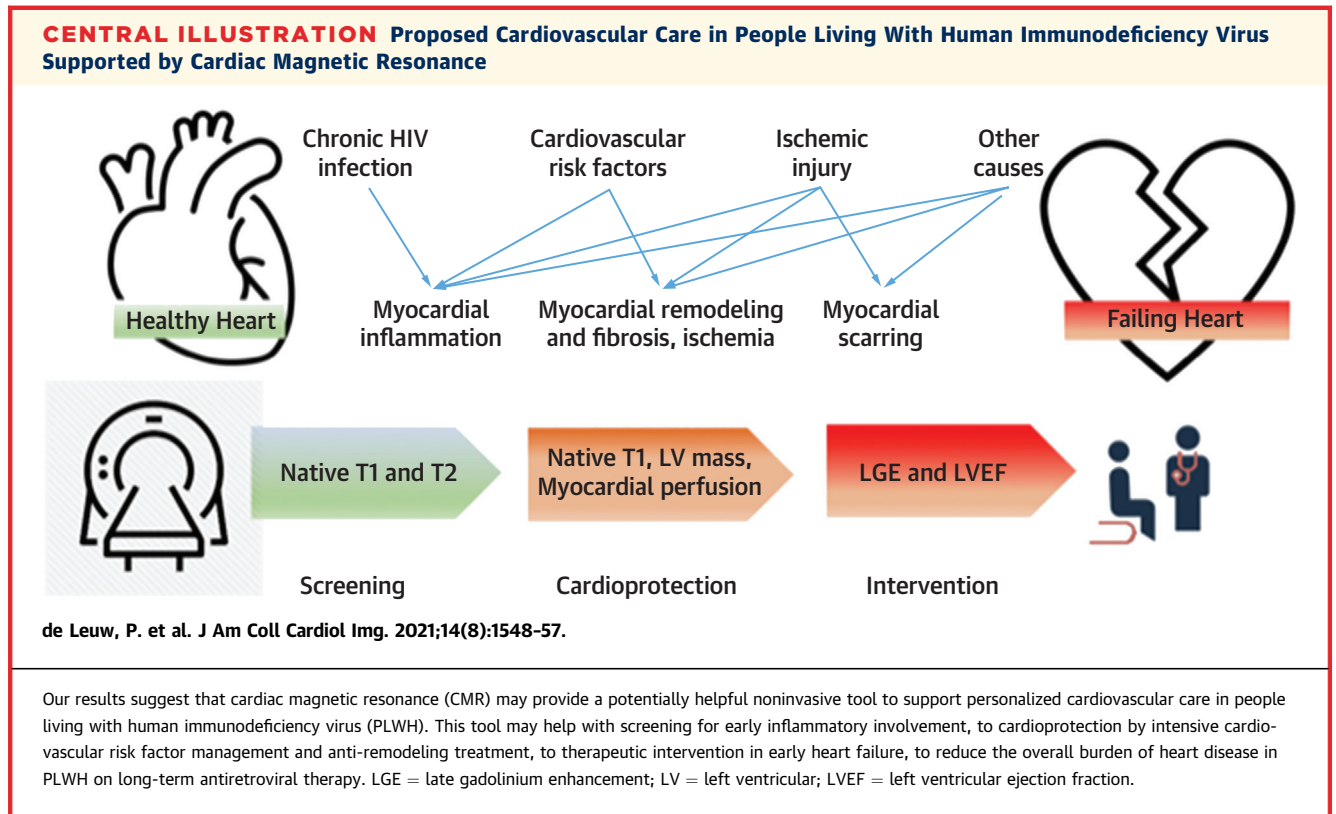 CENTRAL ILLUSTRATION Proposed Cardiovascular Care in People Living With Human Immunodeficiency Virus
Supported by Cardiac Magnetic Resonance
Chronic HIV
infection
Cardiovascular
risk factors
Ischemic
injury
Other
causes
Healthy Heart
Myocardial
inflammation
Myocardial remodeling
and fibrosis, ischemia
Myocardial
scarring
Failing Heart
Native T1 and T2
Native T1, LV mass,
Myocardial perfusion
LGE and LVEF
Screening
Cardioprotection
Intervention
de Leuw, P. et al. J Am Coll Cardiol Img. 2021;14(8):1548–57.
Our results suggest that cardiac magnetic resonance (CMR) may provide a potentially helpful noninvasive tool to support personalized cardiovascular care in people
living with human immunodeficiency virus (PLWH). This tool may help with screening for early inflammatory involvement, to cardioprotection by intensive cardio-
vascular risk factor management and anti-remodeling treatment, to therapeutic intervention in early heart failure, to reduce the overall burden of heart disease in
PLWH on long-term antiretroviral therapy. LGE = late gadolinium enhancement; LV = left ventricular; LVEF = left ventricular ejection fraction.